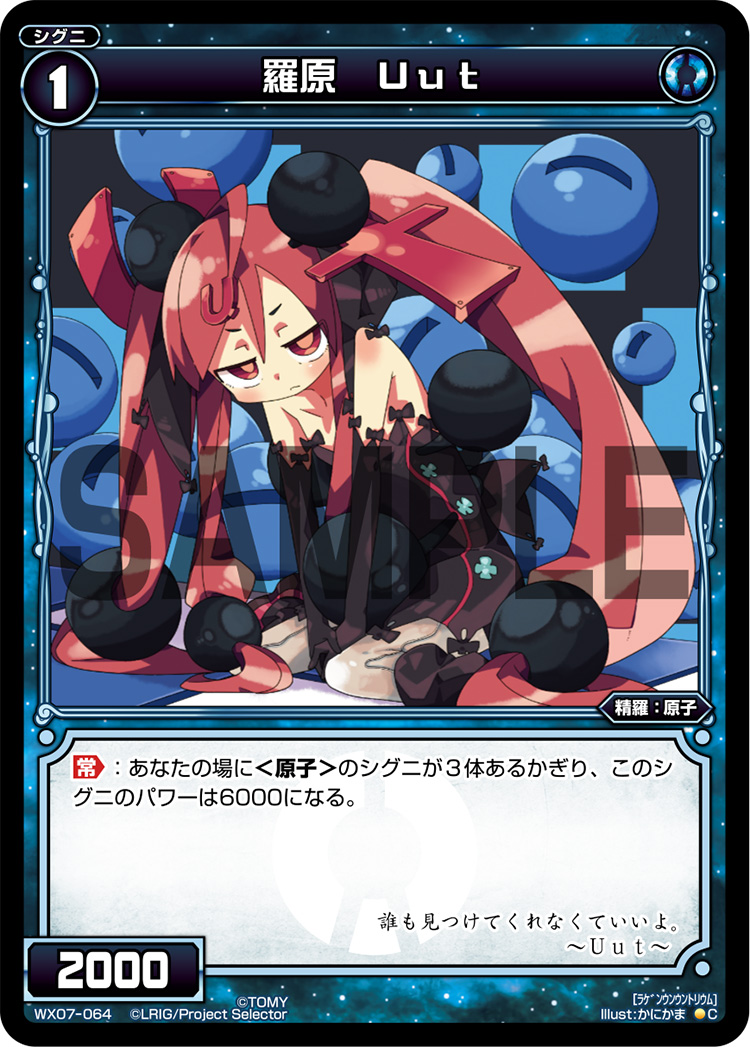 シグニ
1
羅原 Uut
U
SAMPLE
精羅：原子
常：あなたの場に＜原子＞のシグニが３体あるかぎり、このシ
グニのパワーは6000になる。
誰も見つけてくれなくていいよ。
～Uut～
2000
WX07-064 ©LRIG/Project Selector
©TOMY
[ラゲンウンウントリウム]
Illust:かにかま C